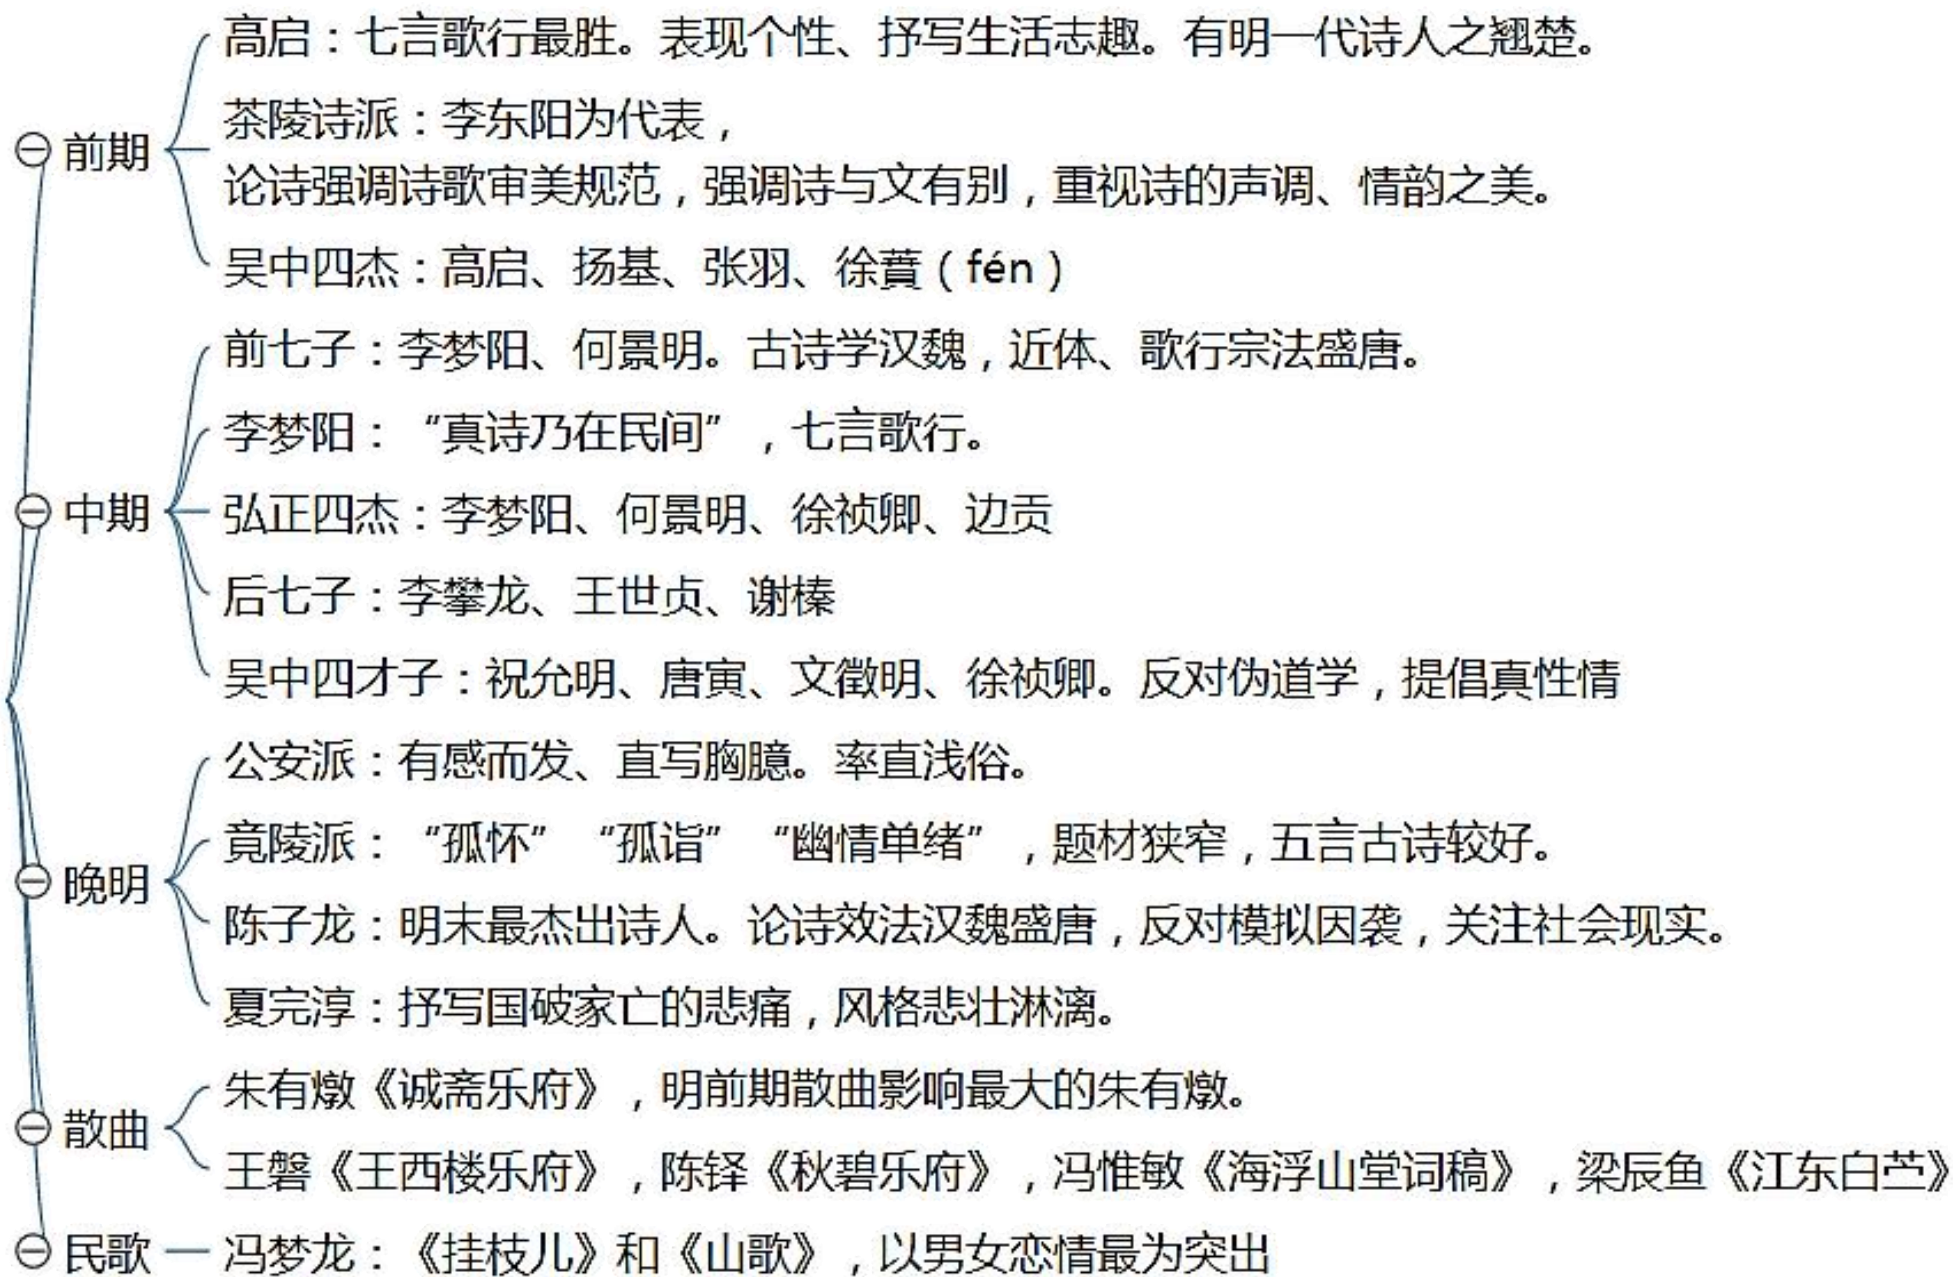 前期
高启：七言歌行最胜。表现个性、抒写生活志趣。有明一代诗人之翘楚。
茶陵诗派：李东阳为代表，
论诗强调诗歌审美规范，强调诗与文有别，重视诗的声调、情韵之美。
吴中四杰：高启、扬基、张羽、徐蕡（fén）
中期
前七子：李梦阳、何景明。古诗学汉魏，近体、歌行宗法盛唐。
李梦阳：“真诗乃在民间”，七言歌行。
弘正四杰：李梦阳、何景明、徐祯卿、边贡
后七子：李攀龙、王世贞、谢榛
吴中四才子：祝允明、唐寅、文徵明、徐祯卿。反对伪道学，提倡真性情
晚明
公安派：有感而发、直写胸臆。率直浅俗。
竟陵派：“孤怀”“孤诣”“幽情单绪”，题材狭窄，五言古诗较好。
陈子龙：明末最杰出诗人。论诗效法汉魏盛唐，反对模拟因袭，关注社会现实。
夏完淳：抒写国破家亡的悲痛，风格悲壮淋漓。
散曲
朱有燉《诚斋乐府》，明前期散曲影响最大的朱有燉。
王磐《王西楼乐府》，陈铎《秋碧乐府》，冯惟敏《海浮山堂词稿》，梁辰鱼《江东白苎》
民歌
冯梦龙：《挂枝儿》和《山歌》，以男女恋情最为突出